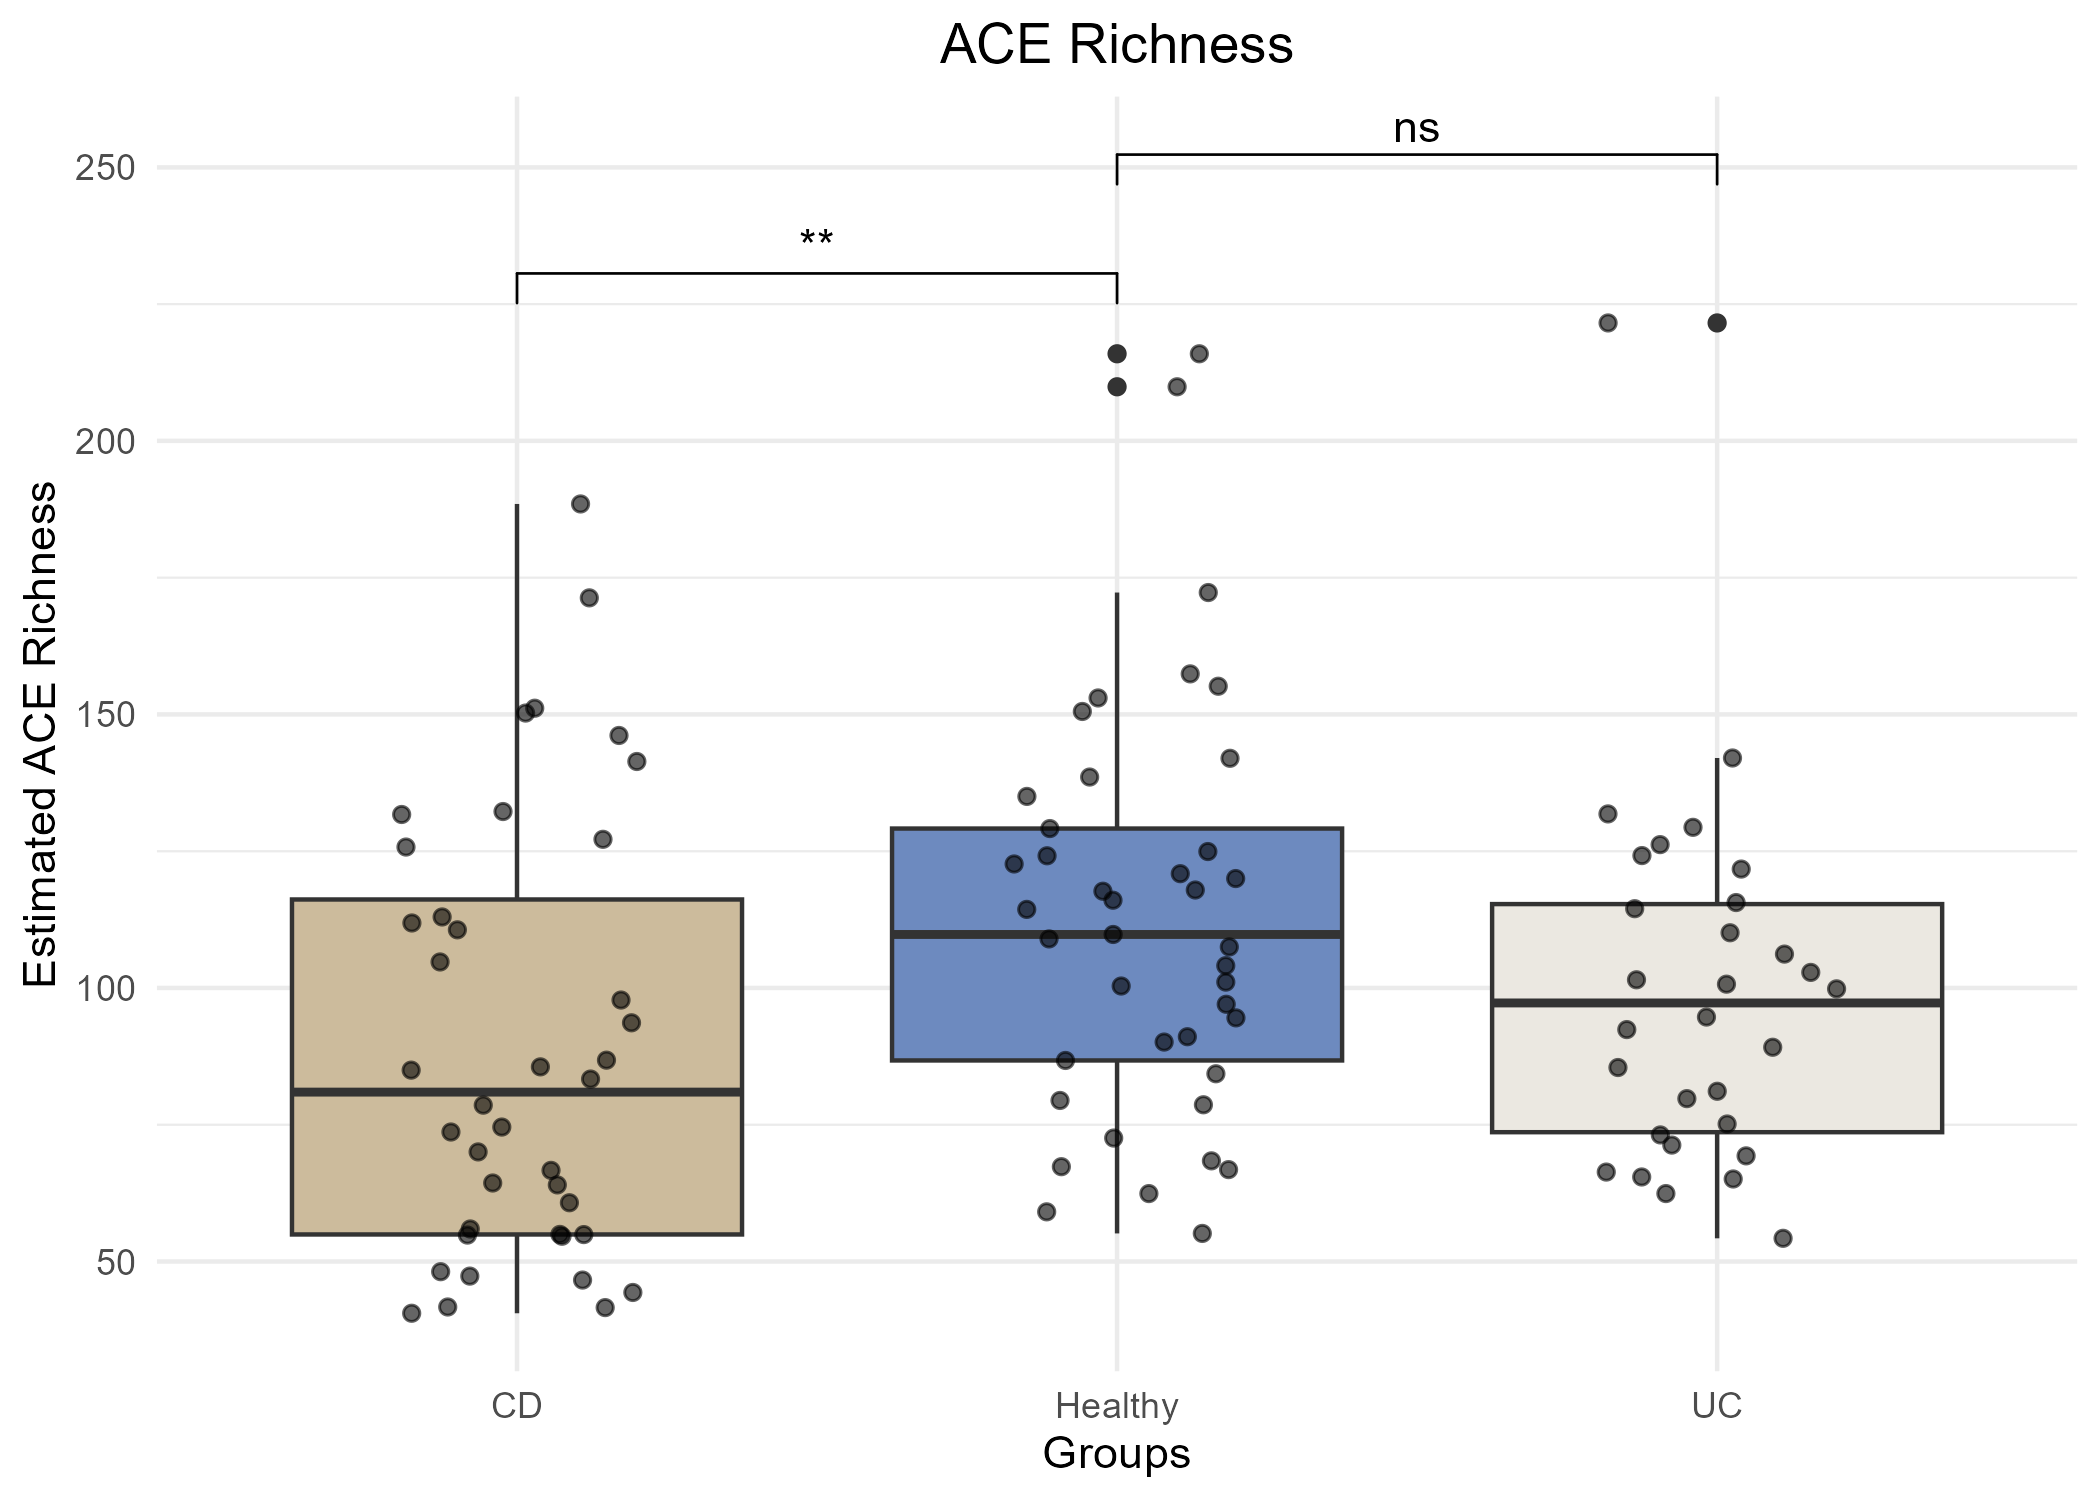 ACE Richness
ns
**
Estimated ACE Richness
250
200
150
100
50
CD
Healthy
UC
Groups